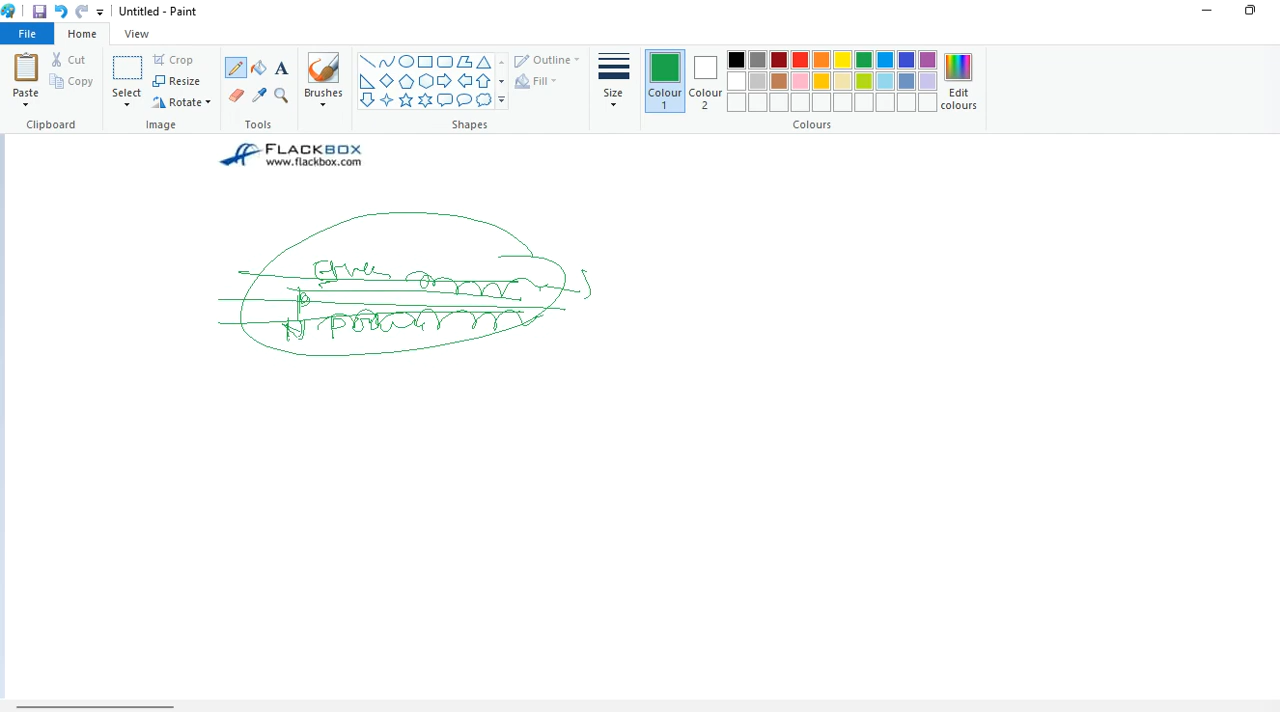 Untitled - Paint
File Home View
Paste
Cut
Copy
Clipboard
Select
Crop
Resize
Rotate
Image
A
Tools
Brushes
Outline
Fill
Shapes
Size
Colour 1
Colour 2
Edit colours
Colours
FLACKBOX
www.flackbox.com